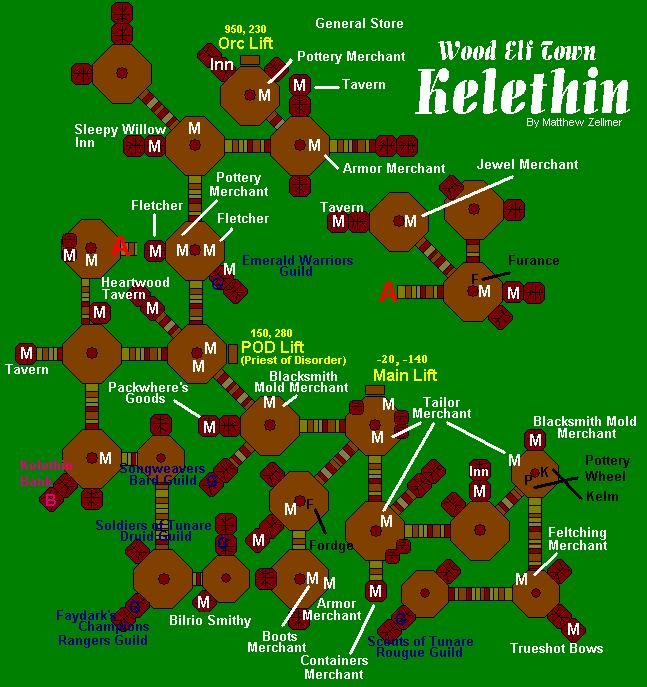 950, 230
Orc Lift
General Store
Wood Elf Town
Kelethin
By Matthew Zellmer
Inn
Pottery Merchant
M
M
Tavern
Sleepy Willow
Inn
M
M
M
Armor Merchant
Jewel Merchant
Pottery
Merchant
Fletcher
Fletcher
Tavern
M
M
A
M
M
M
M
M
M
Emerald Warriors
Guild
G
Furance
F
A
M
M
Heartwood
Tavern
M
M
150, 280
POD Lift
(Priest of Disorder)
M
Tavern
M
M
-20, -140
Main Lift
Blacksmith
Mold Merchant
Packwhere's
Goods
M
M
M
M
Tailor
Merchant
Blacksmith Mold
Merchant
M
M
Kelethin
Bank
B
M
Songweavers
Bard Guild
G
Inn
M
M
K
P
Pottery
Wheel
Kelm
M
F
Fordge
M
Soldiers of Tunare
Druid Guild
G
M
Feltching
Merchant
M
M
M
Armor
Merchant
M
Faydark's
Champions
Rangers Guild
G
M
Bilrio Smithy
Boots
Merchant
Containers
Merchant
G
Scouts of Tunare
Rougue Guild
M
Trueshot Bows